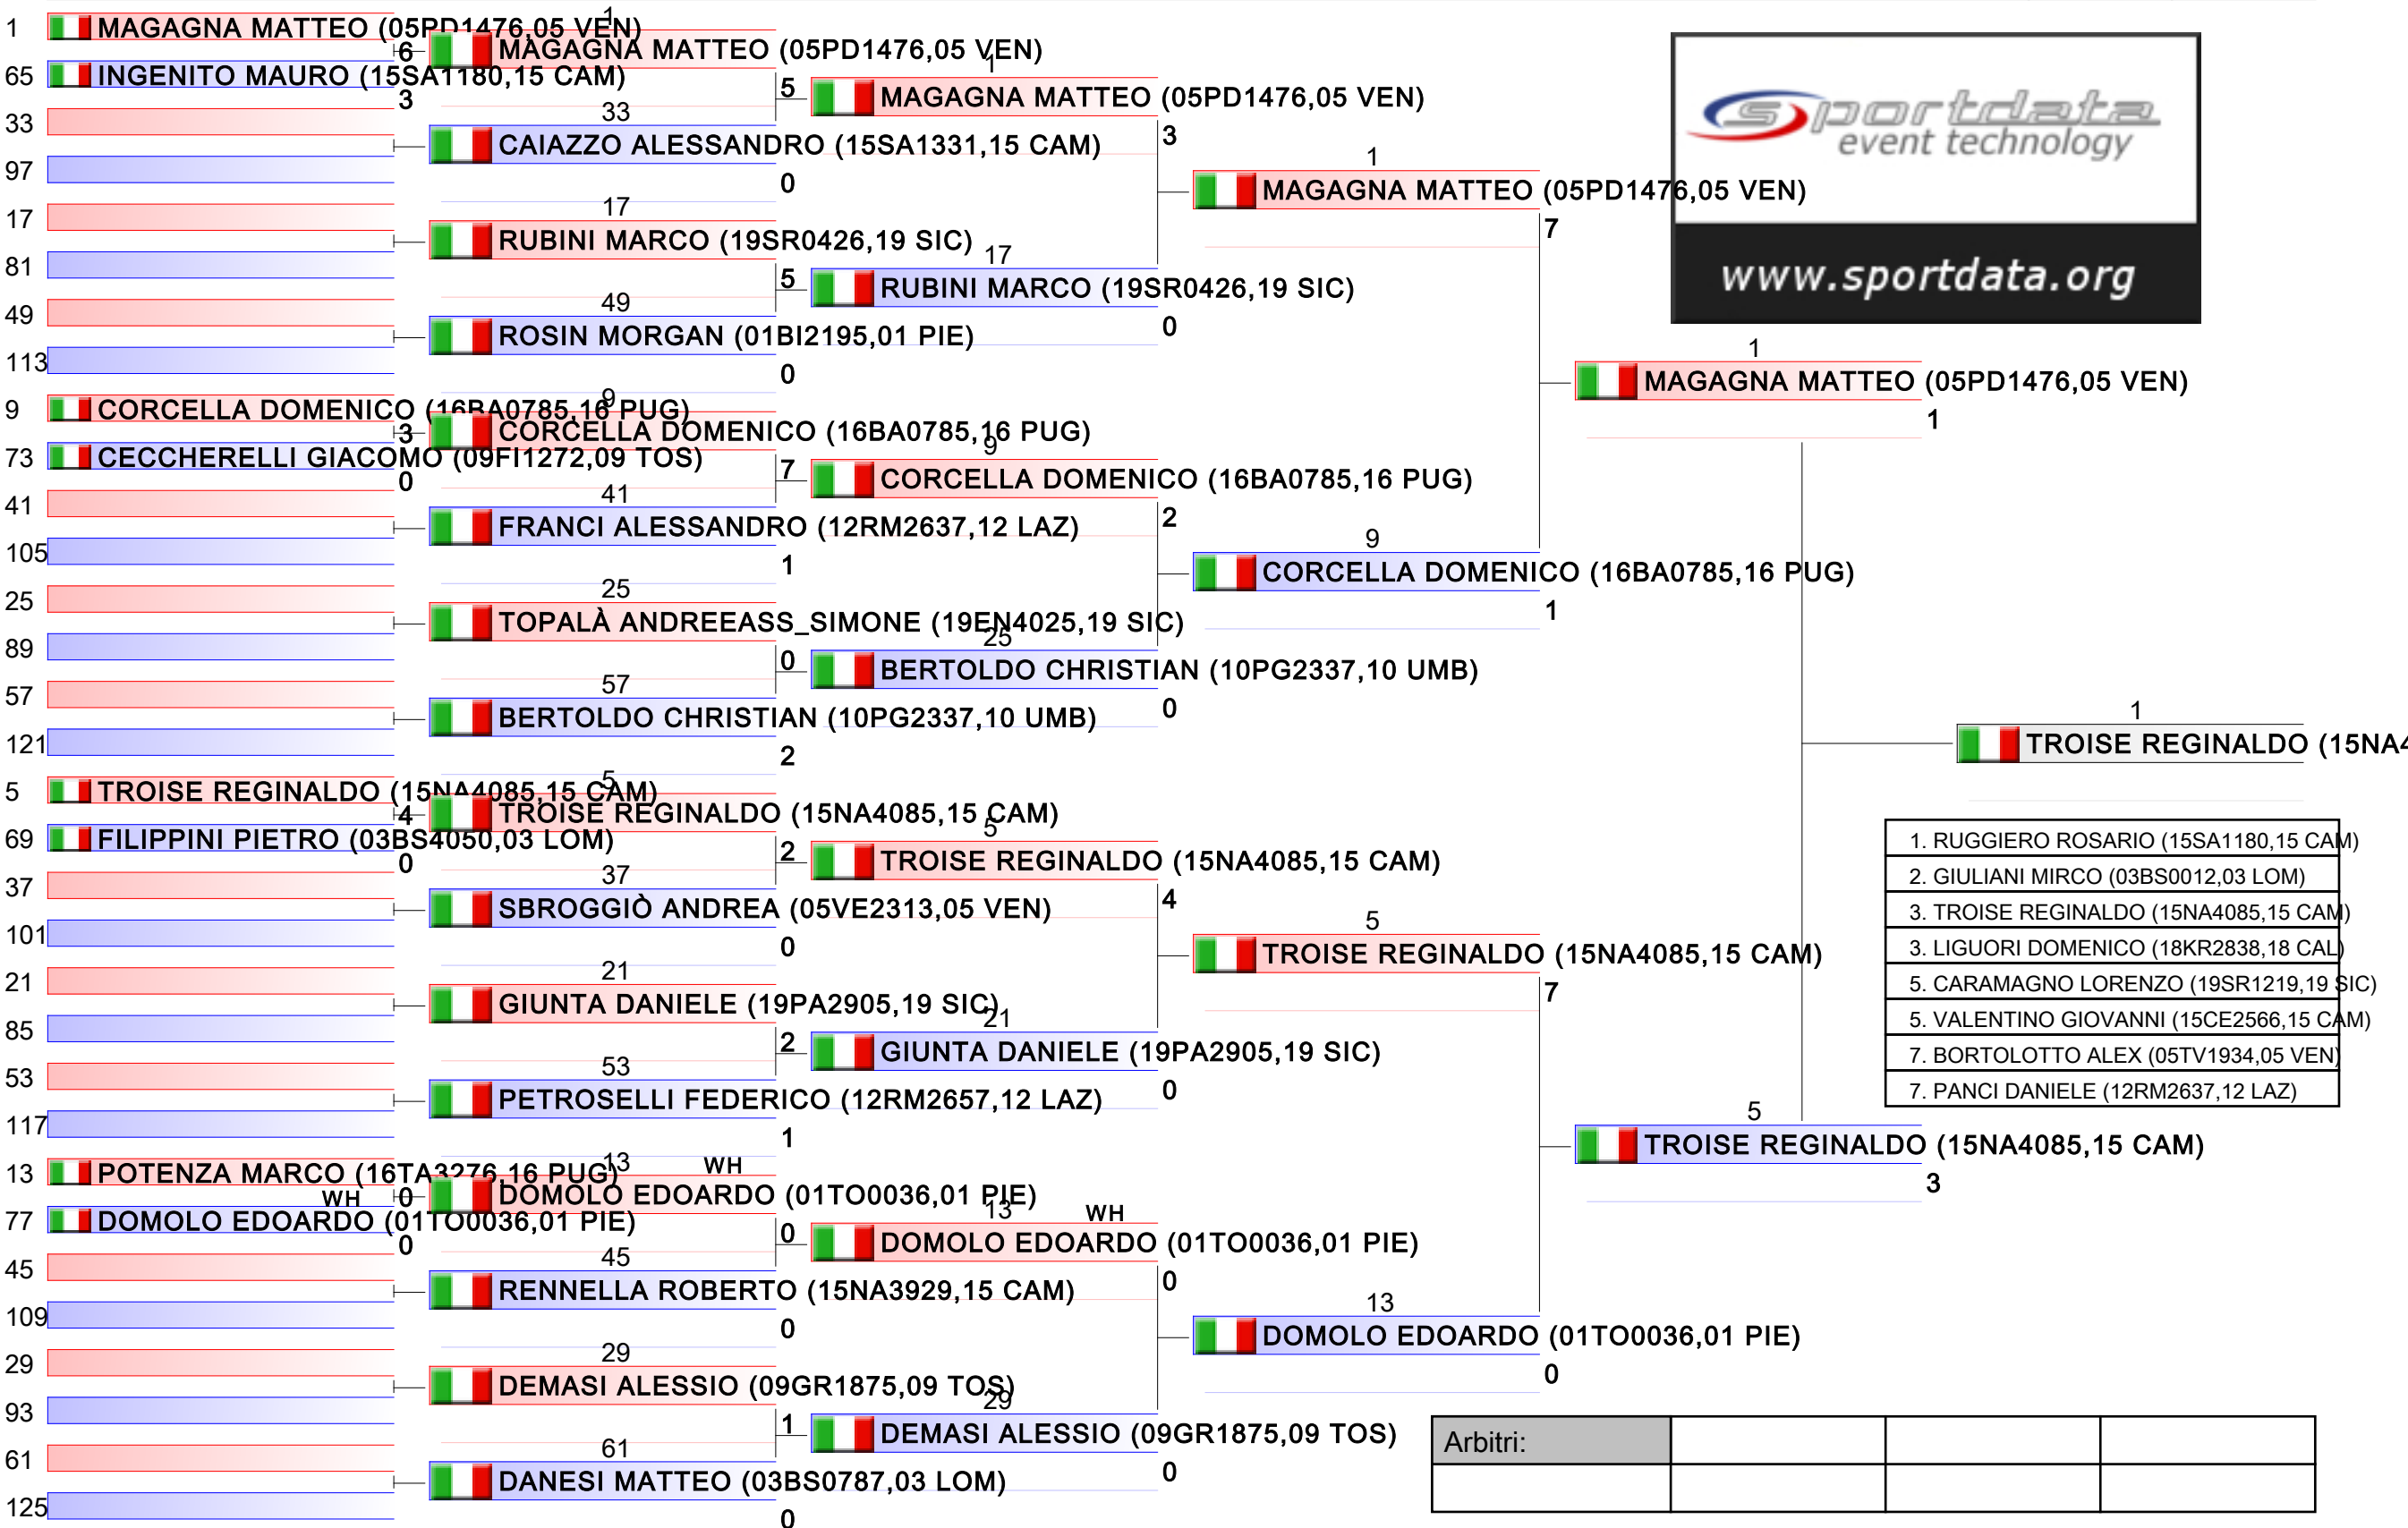 1 MAGAGNA MATTEO (05PD1476,05 VEN)
6
65 INGENITO MAURO (15SA1180,15 CAM)
3
33
97
17
81
49
113
9 CORCELLA DOMENICO (16BA0785,16 PUG)
3
73 CECCHERELLI GIACOMO (09FI1272,09 TOS)
0
41
105
25
89
57
121
5 TROISE REGINALDO (15NA4085,15 CAM)
4
69 FILIPPINI PIETRO (03BS4050,03 LOM)
0
37
101
21
85
53
117
13 POTENZA MARCO (16TA3276,16 PUG)
WH 0
77 DOMOLO EDOARDO (01TO0036,01 PIE)
0
45
109
29
93
61
125
1
MAGAGNA MATTEO (05PD1476,05 VEN)
5
33
CAIAZZO ALESSANDRO (15SA1331,15 CAM)
0
17
RUBINI MARCO (19SR0426,19 SIC)
5
49
ROSIN MORGAN (01BI2195,01 PIE)
0
9
CORCELLA DOMENICO (16BA0785,16 PUG)
7
41
FRANCI ALESSANDRO (12RM2637,12 LAZ)
1
25
TOPALÀ ANDREEASS_SIMONE (19EN4025,19 SIC)
0
57
BERTOLDO CHRISTIAN (10PG2337,10 UMB)
2
5
TROISE REGINALDO (15NA4085,15 CAM)
2
37
SBROGGIÒ ANDREA (05VE2313,05 VEN)
0
21
GIUNTA DANIELE (19PA2905,19 SIC)
2
53
PETROSELLI FEDERICO (12RM2657,12 LAZ)
1
13 WH
DOMOLO EDOARDO (01TO0036,01 PIE)
0
45
RENNELLA ROBERTO (15NA3929,15 CAM)
0
29
DEMASI ALESSIO (09GR1875,09 TOS)
1
61
DANESI MATTEO (03BS0787,03 LOM)
0
1
MAGAGNA MATTEO (05PD1476,05 VEN)
3
17
RUBINI MARCO (19SR0426,19 SIC)
0
9
CORCELLA DOMENICO (16BA0785,16 PUG)
2
25
BERTOLDO CHRISTIAN (10PG2337,10 UMB)
0
5
TROISE REGINALDO (15NA4085,15 CAM)
4
21
GIUNTA DANIELE (19PA2905,19 SIC)
0
13 WH
DOMOLO EDOARDO (01TO0036,01 PIE)
0
29
DEMASI ALESSIO (09GR1875,09 TOS)
0
1
MAGAGNA MATTEO (05PD1476,05 VEN)
7
9
CORCELLA DOMENICO (16BA0785,16 PUG)
1
5
TROISE REGINALDO (15NA4085,15 CAM)
7
13
DOMOLO EDOARDO (01TO0036,01 PIE)
0
sportdata
event technology
www.sportdata.org
1
MAGAGNA MATTEO (05PD1476,05 VEN)
1
5
TROISE REGINALDO (15NA4085,15 CAM)
3
1
TROISE REGINALDO (15NA4
1. RUGGIERO ROSARIO (15SA1180,15 CAM)
2. GIULIANI MIRCO (03BS0012,03 LOM)
3. TROISE REGINALDO (15NA4085,15 CAM)
3. LIGUORI DOMENICO (18KR2838,18 CAL)
5. CARAMAGNO LORENZO (19SR1219,19 SIC)
5. VALENTINO GIOVANNI (15CE2566,15 CAM)
7. BORTOLOTTO ALEX (05TV1934,05 VEN)
7. PANCI DANIELE (12RM2637,12 LAZ)
Arbitri: